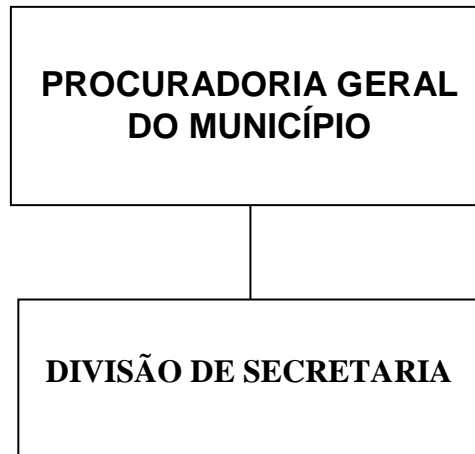 PROCURADORIA GERAL
DO MUNICÍPIO
DIVISÃO DE SECRETARIA